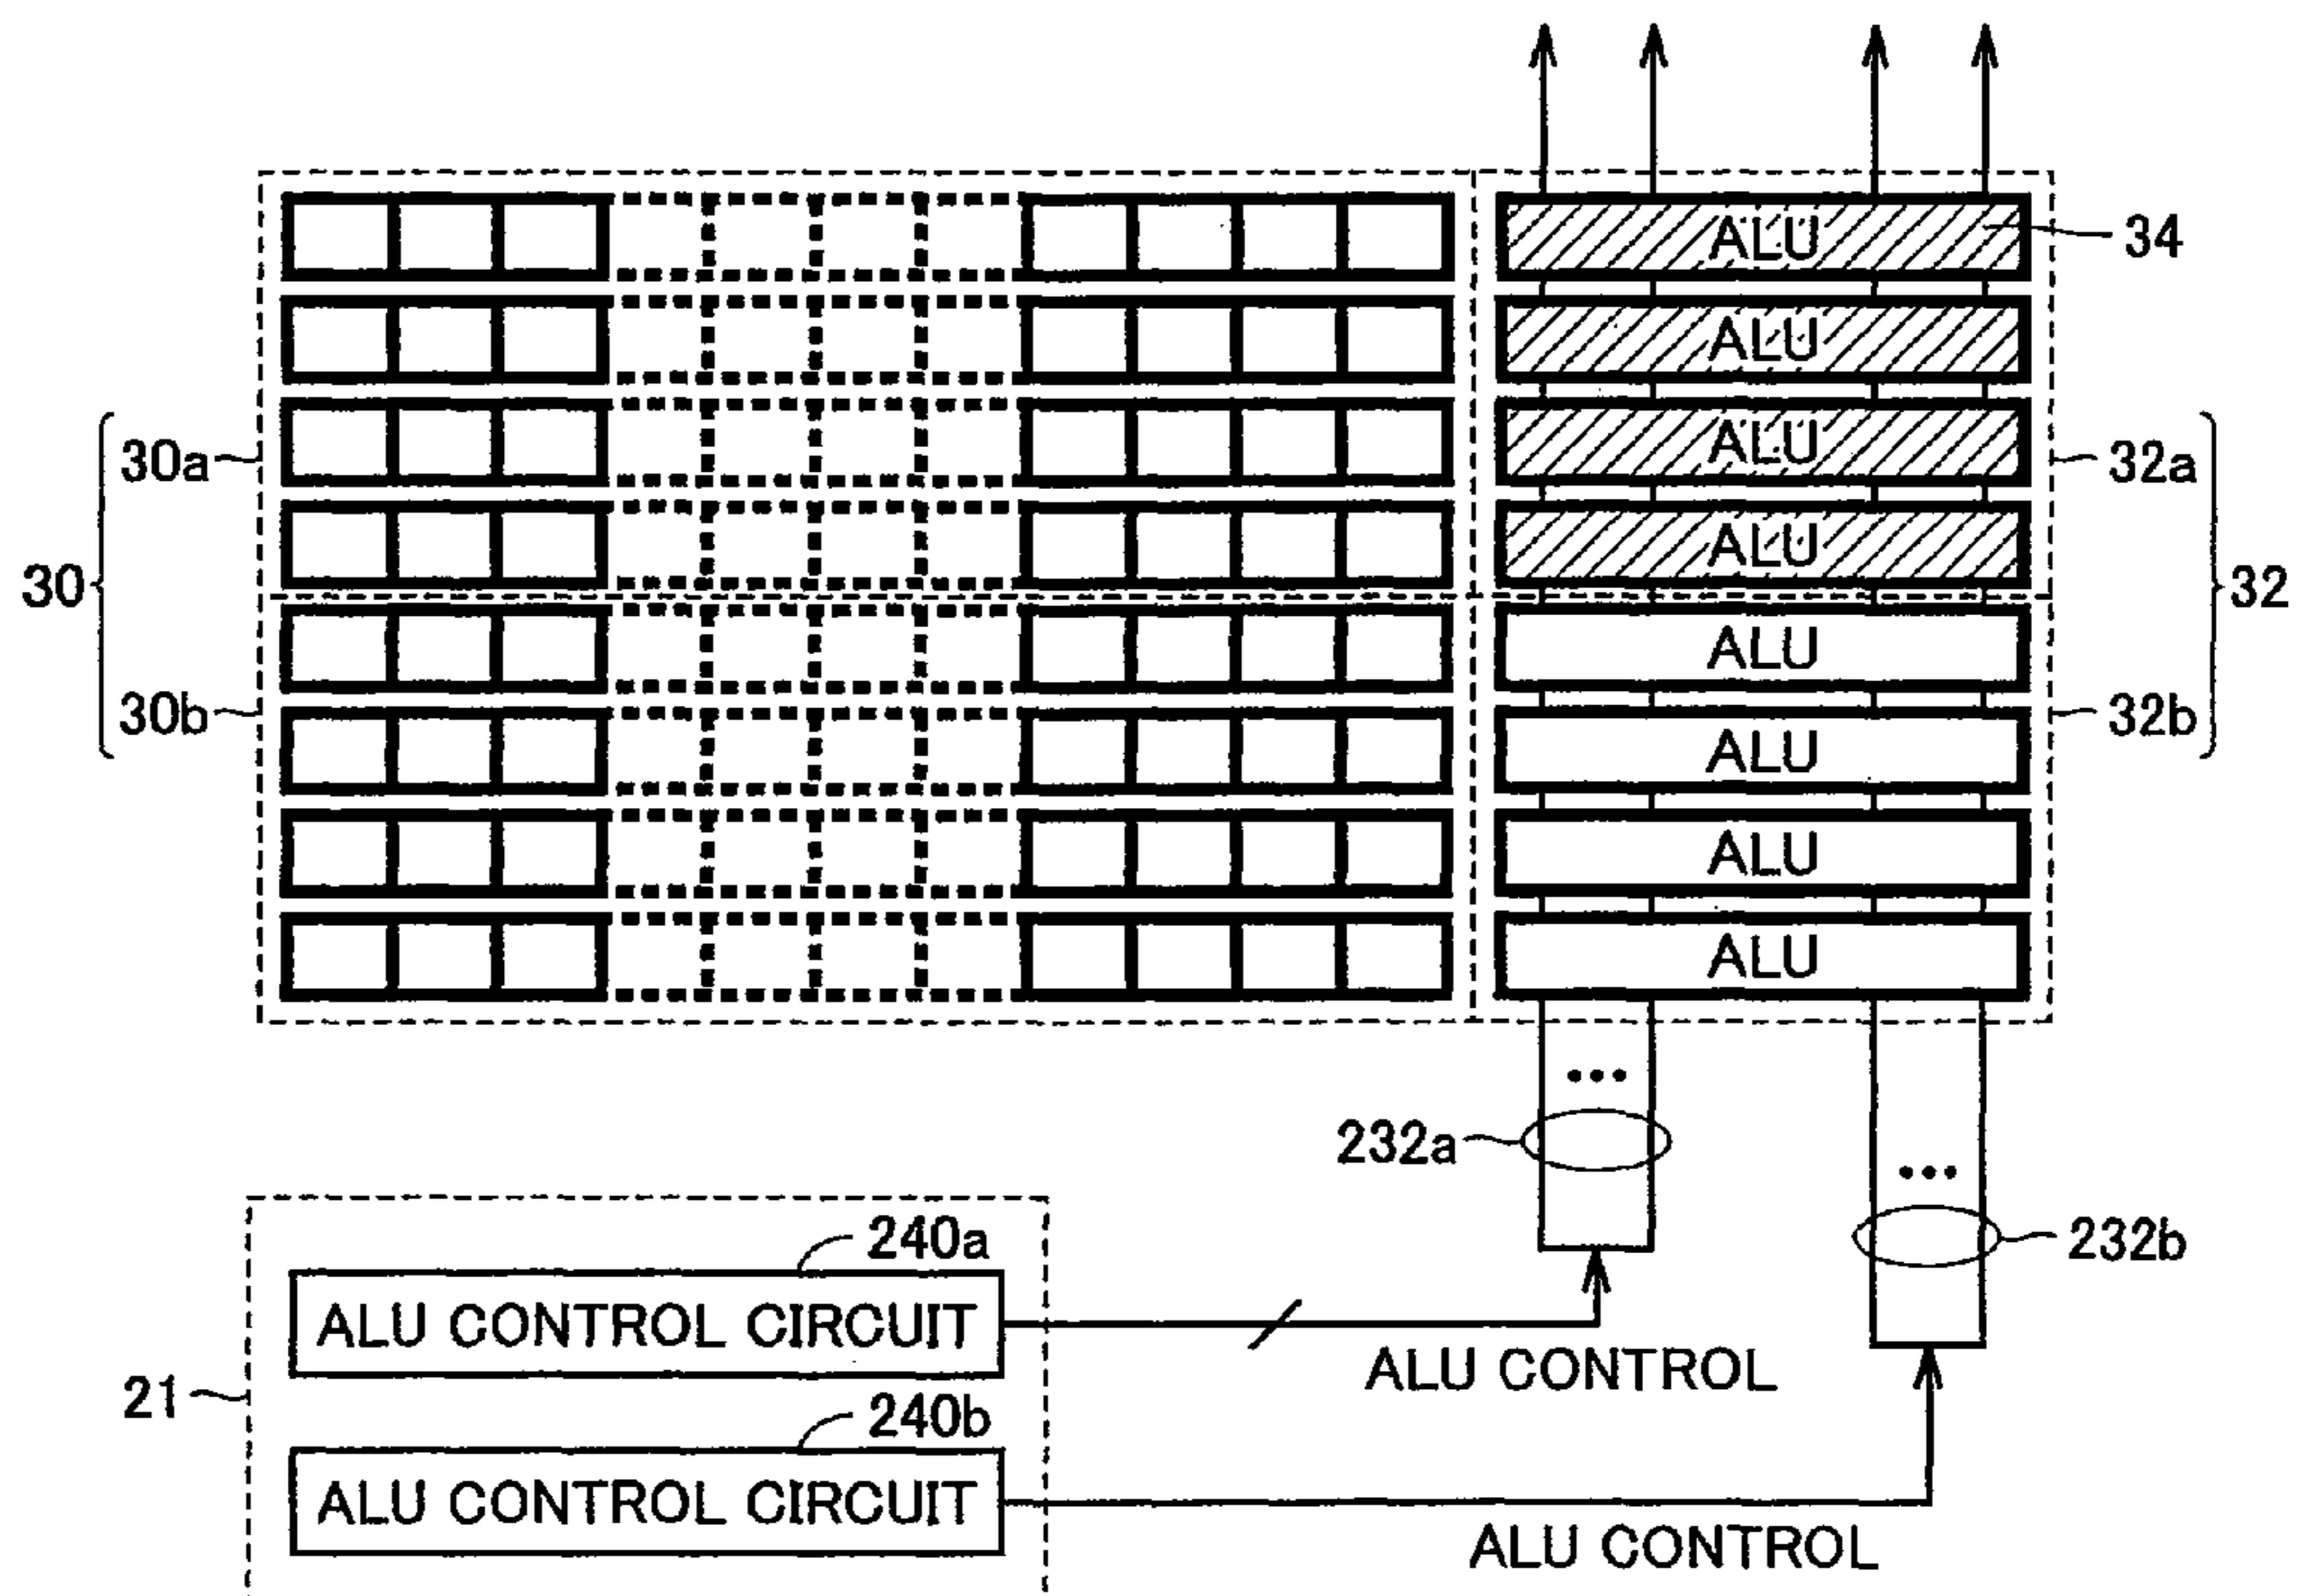 ALU 34
ALU
30a ALU 32a
ALU
30 32
ALU
30b ALU 32b
ALU
ALU
232a
232b
240a
ALU CONTROL CIRCUIT
ALU CONTROL
21
240b
ALU CONTROL CIRCUIT
ALU CONTROL